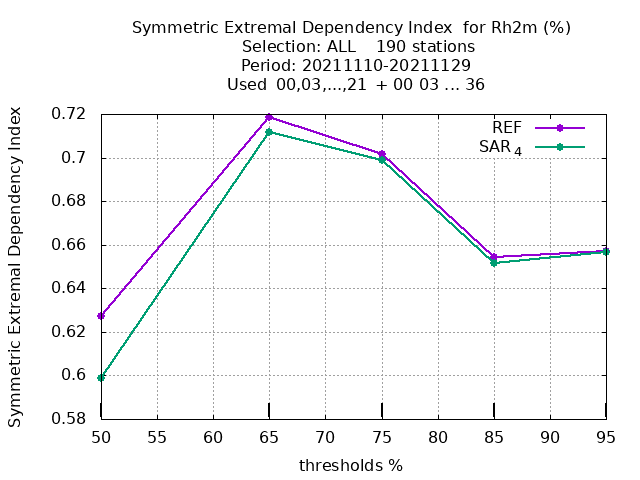 Symmetric Extremal Dependency Index for Rh2m (%)
Selection: ALL 190 stations
Period: 20211110-20211129
Used 00,03,...,21 + 00 03 ... 36
REF
SAR 4
0.72
0.7
0.68
0.66
0.64
0.62
0.6
0.58
Symmetric Extremal Dependency Index
50 55 60 65 70 75 80 85 90 95
thresholds %